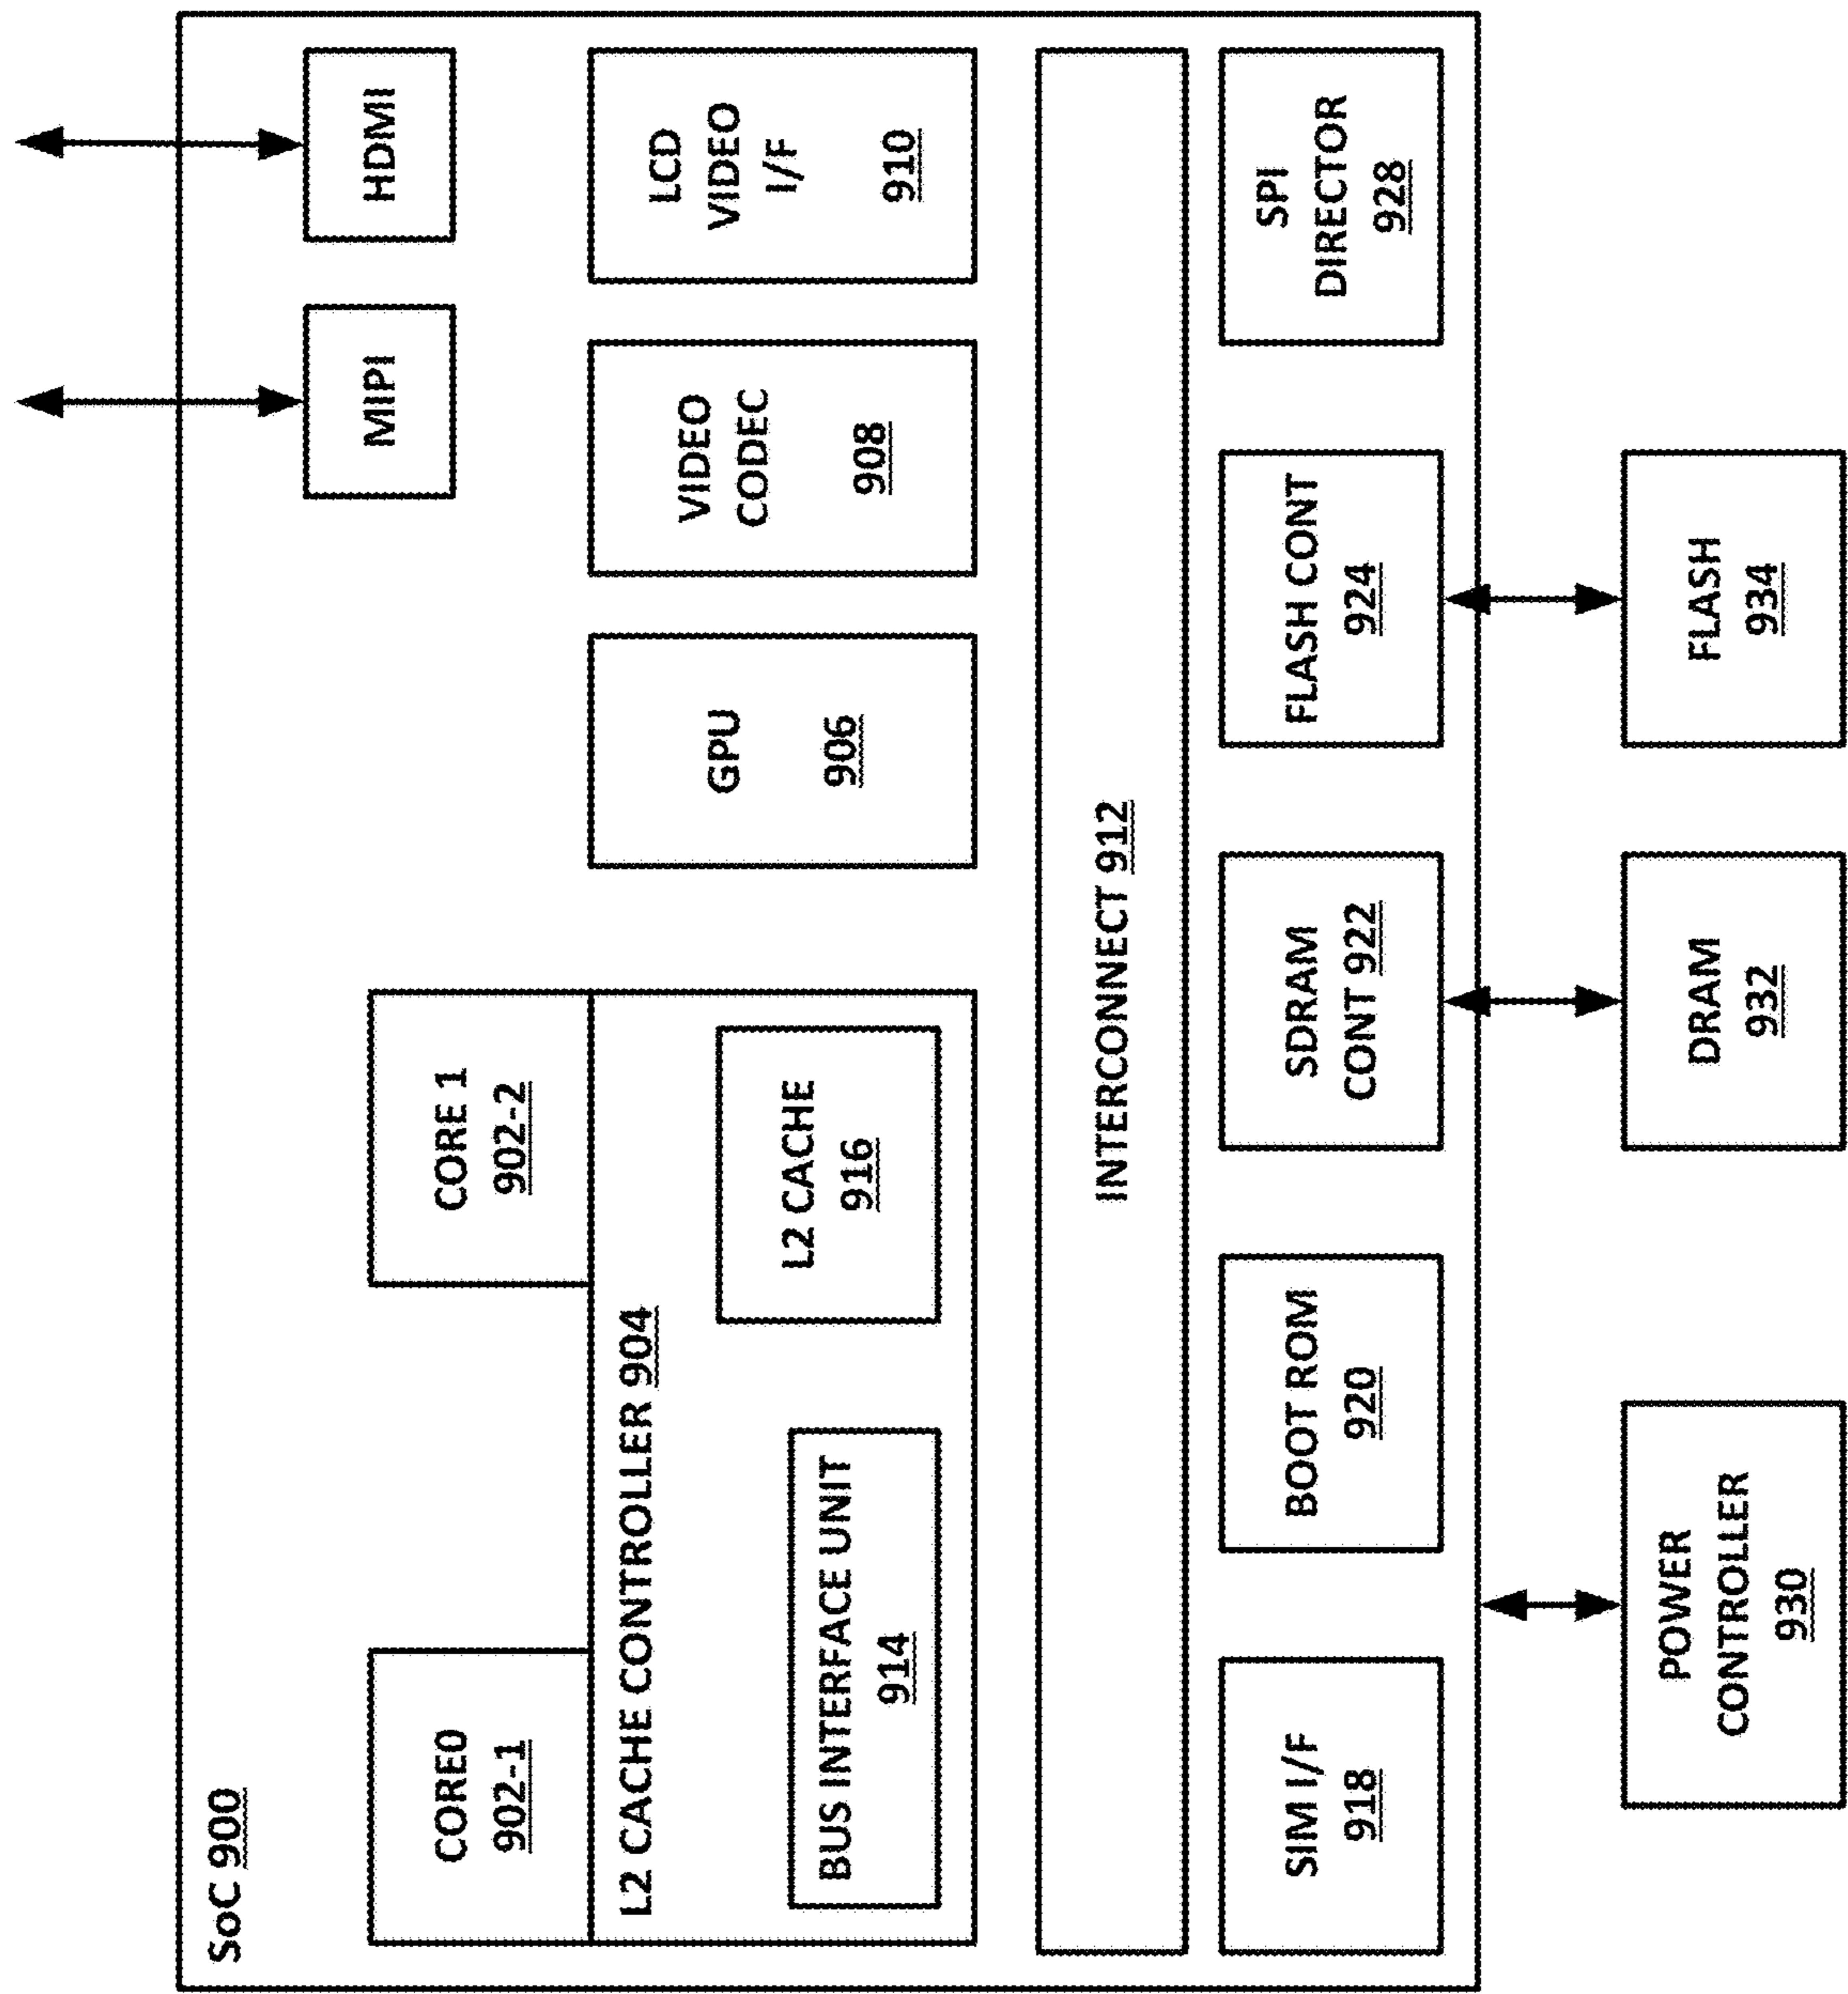 SoC 900
CORE0
902-1
CORE 1
902-2
MIPI
HDMI
L2 CACHE CONTROLLER 904
BUS INTERFACE UNIT
914
L2 CACHE
916
GPU
906
VIDEO
CODEC
908
LCD
VIDEO
I/F
910
INTERCONNECT 912
SIM I/F
918
BOOT ROM
920
SDRAM
CONT 922
FLASH CONT
924
SPI
DIRECTOR
928
POWER
CONTROLLER
930
DRAM
932
FLASH
934